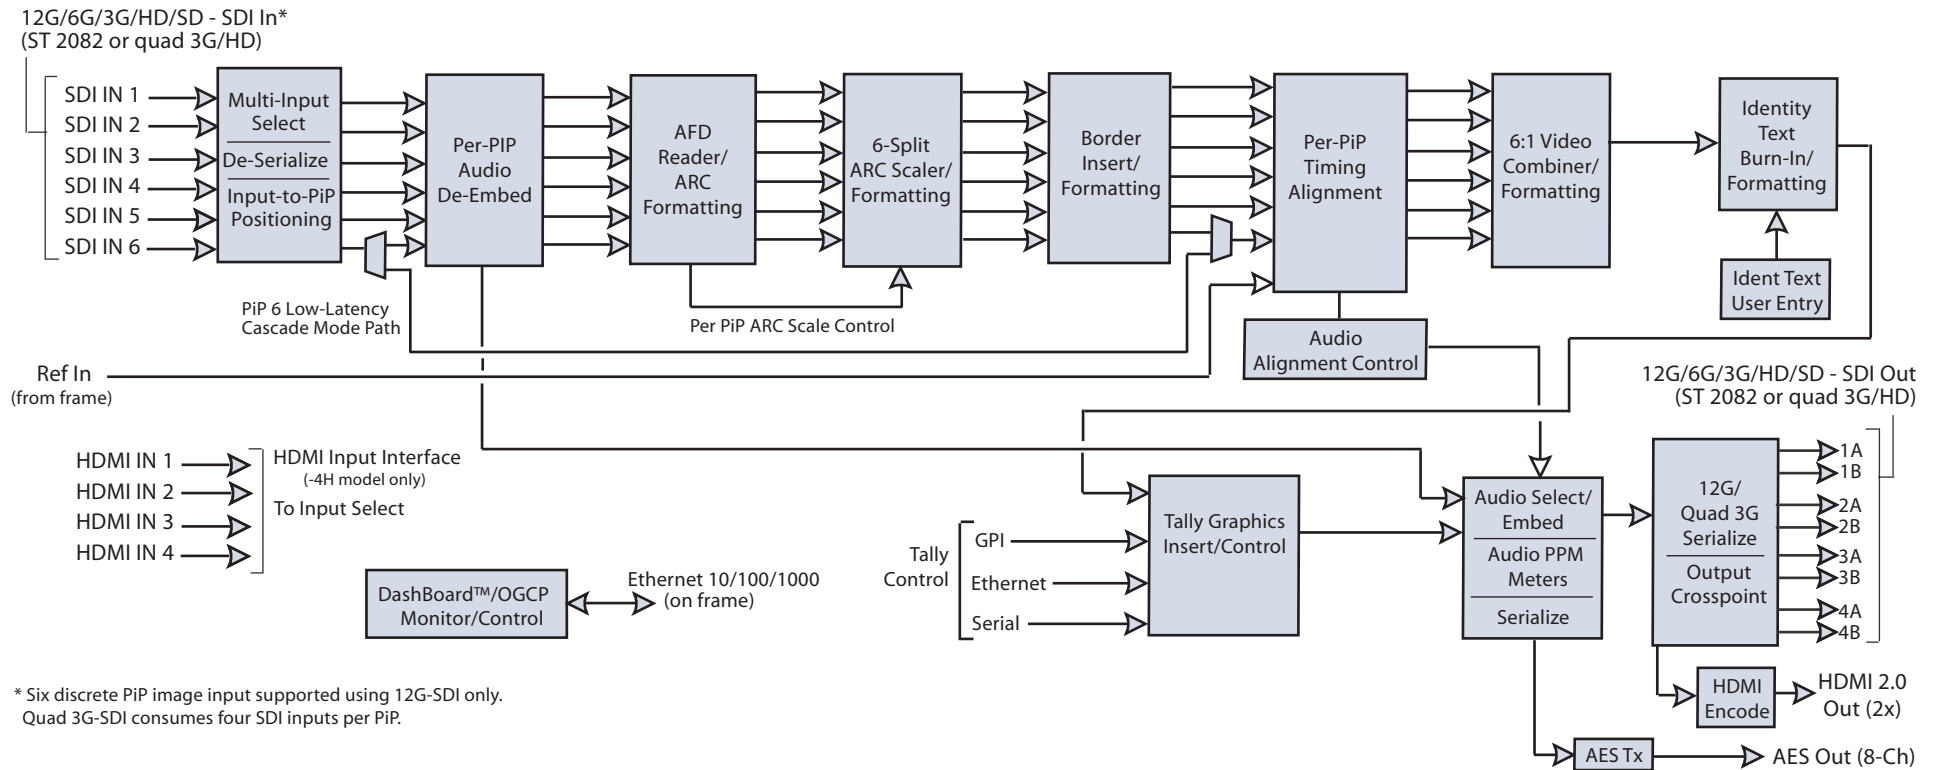 12G/6G/3G/HD/SD - SDI In*
(ST 2082 or quad 3G/HD)
SDI IN 1
SDI IN 2
SDI IN 3
SDI IN 4
SDI IN 5
SDI IN 6
Multi-Input
Select
De-Serialize
Input-to-PiP
Positioning
Per-PIP
Audio
De-Embed
AFD
Reader/
ARC
Formatting
6-Split
ARC Scaler/
Formatting
Border
Insert/
Formatting
Per-PiP
Timing
Alignment
6:1 Video
Combiner/
Formatting
Identity
Text
Burn-In/
Formatting
Ident Text
User Entry
PiP 6 Low-Latency
Cascade Mode Path
Per PiP ARC Scale Control
Audio
Alignment Control
Ref In
(from frame)
12G/6G/3G/HD/SD - SDI Out
(ST 2082 or quad 3G/HD)
HDMI IN 1
HDMI IN 2
HDMI IN 3
HDMI IN 4
HDMI Input Interface
(-4H model only)
To Input Select
DashBoard™/OGCP
Monitor/Control
Ethernet 10/100/1000
(on frame)
Tally
Control
GPI
Ethernet
Serial
Tally Graphics
Insert/Control
Audio Select/
Embed
Audio PPM
Meters
Serialize
12G/
Quad 3G
Serialize
Output
Crosspoint
1A
1B
2A
2B
3A
3B
4A
4B
HDMI
Encode
HDMI 2.0
Out (2x)
AES Tx
AES Out (8-Ch)
* Six discrete PiP image input supported using 12G-SDI only.
Quad 3G-SDI consumes four SDI inputs per PiP.